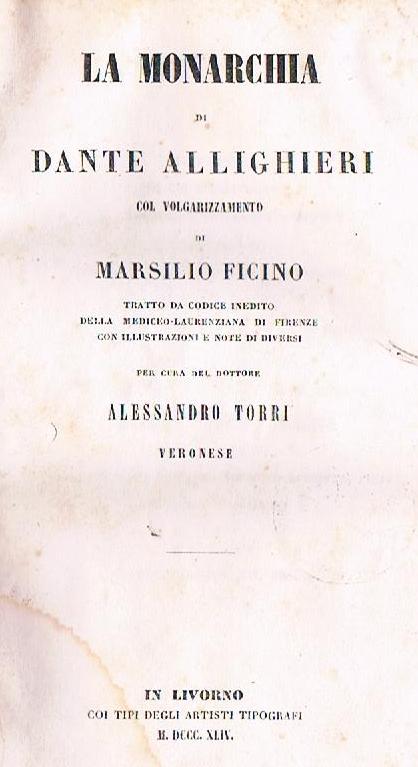 LA MONARCHIA
DI
DANTE ALLIGHIERI
COL VOLGARIZZAMENTO
DI
MARSILIO FICINO
TRATTO DA CODICE INEDITO
DELLA MEDICEO-LAURENZIANA DI FIRENZE
CON ILLUSTRAZIONI E NOTE DI DIVERSI
PER CURA DEL DOTTORE
ALESSANDRO TORRI
VERONESE
IN LIVORNO
COI TIPI DEGLI ARTISTI TIPOGRAFI
M. DCCC. XLIV.